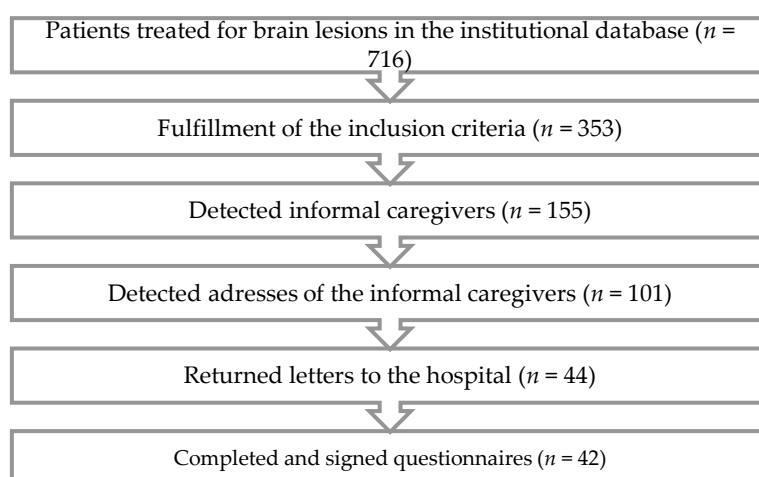 Patients treated for brain lesions in the institutional database (n =
716)
Fulfillment of the inclusion criteria (n = 353)
Detected informal caregivers (n = 155)
Detected adresses of the informal caregivers (n = 101)
Returned letters to the hospital (n = 44)
Completed and signed questionnaires (n = 42)